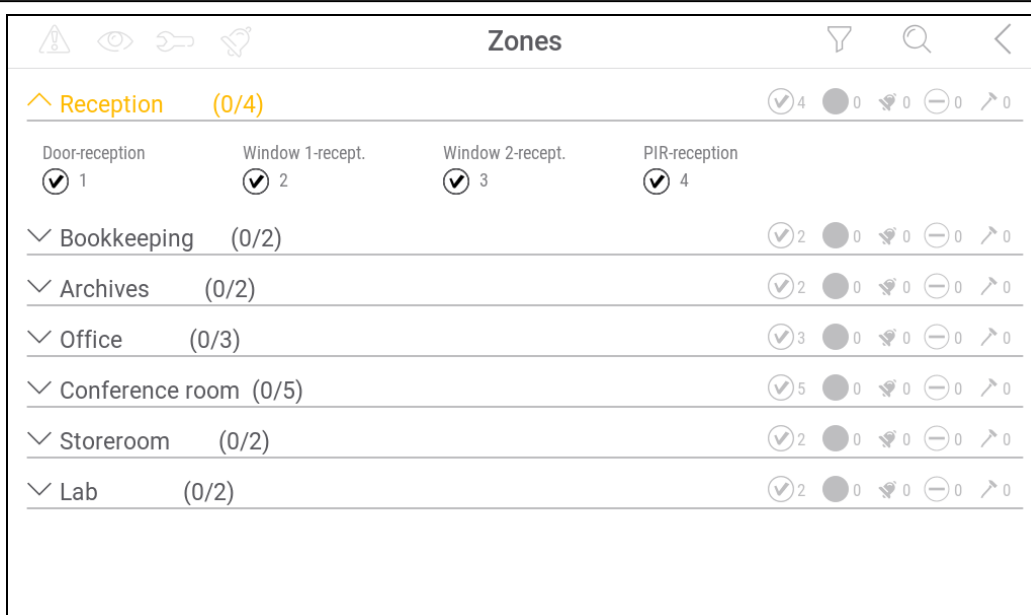 Zones
Reception (0/4) 4 0 0 0 0
Door-reception Window 1-recept. Window 2-recept. PIR-reception
1 2 3 4
Bookkeeping (0/2) 2 0 0 0 0
Archives (0/2) 2 0 0 0 0
Office (0/3) 3 0 0 0 0
Conference room (0/5) 5 0 0 0 0
Storeroom (0/2) 2 0 0 0 0
Lab (0/2) 2 0 0 0 0